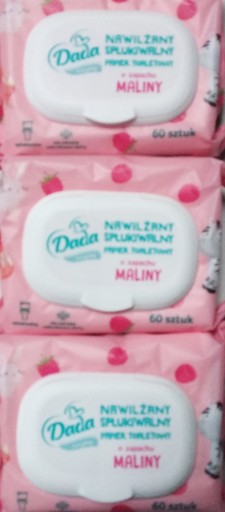 Dada
NAWILŻANY
SPŁUKIWALNY
PAPIER TOALETOWY
o zapachu
MALINY
60 sztuk
Dada
NAWILŻANY
SPŁUKIWALNY
PAPIER TOALETOWY
o zapachu
MALINY
60 sztuk
Dada
NAWILŻANY
SPŁUKIWALNY
PAPIER TOALETOWY
o zapachu
MALINY
60 sztuk